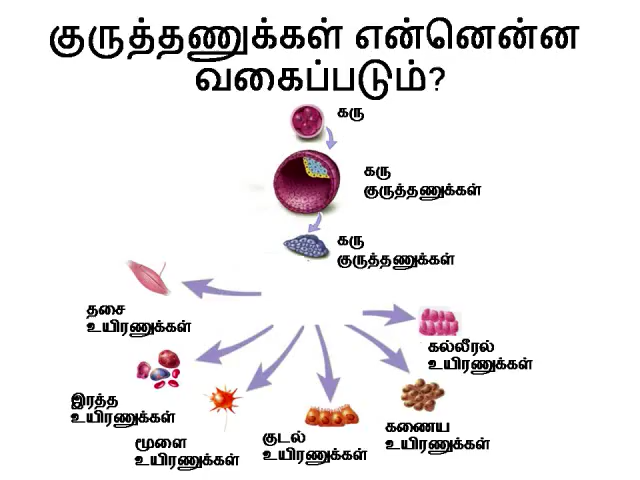 குருத்தணுக்கள் என்னென்ன
வகைப்படும்?
கரு
கரு
குருத்தணுக்கள்
கரு
குருத்தணுக்கள்
தசை
உயிரணுக்கள்
கல்லீரல்
உயிரணுக்கள்
இரத்த
உயிரணுக்கள்
மூளை
உயிரணுக்கள்
குடல்
உயிரணுக்கள்
கணைய
உயிரணுக்கள்